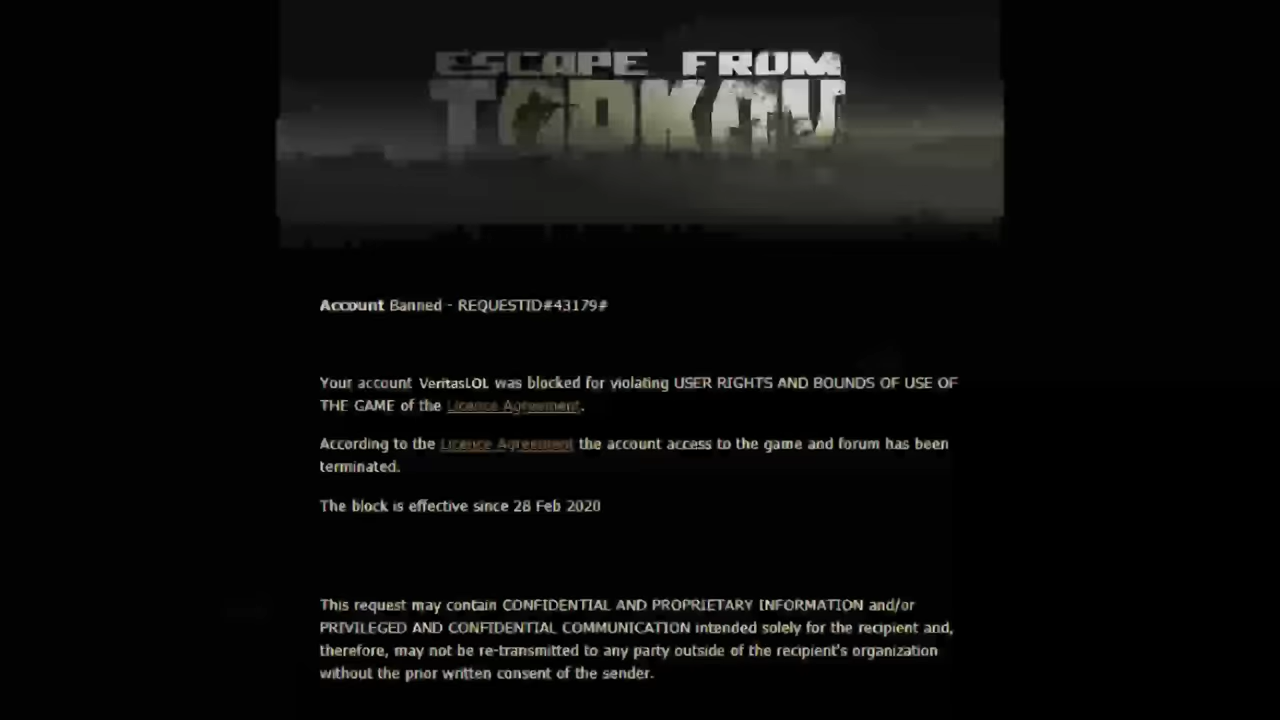 ESCAPE FROM
TARKOV
Account Banned - REQUESTID#43179#
Your account VeritasLOL was blocked for violating USER RIGHTS AND BOUNDS OF USE OF
THE GAME of the Licence Agreement.
According to the Licence Agreement the account access to the game and forum has been
terminated.
The block is effective since 28 Feb 2020
This request may contain CONFIDENTIAL AND PROPRIETARY INFORMATION and/or
PRIVILEGED AND CONFIDENTIAL COMMUNICATION intended solely for the recipient and,
therefore, may not be re-transmitted to any party outside of the recipient's organization
without the prior written consent of the sender.